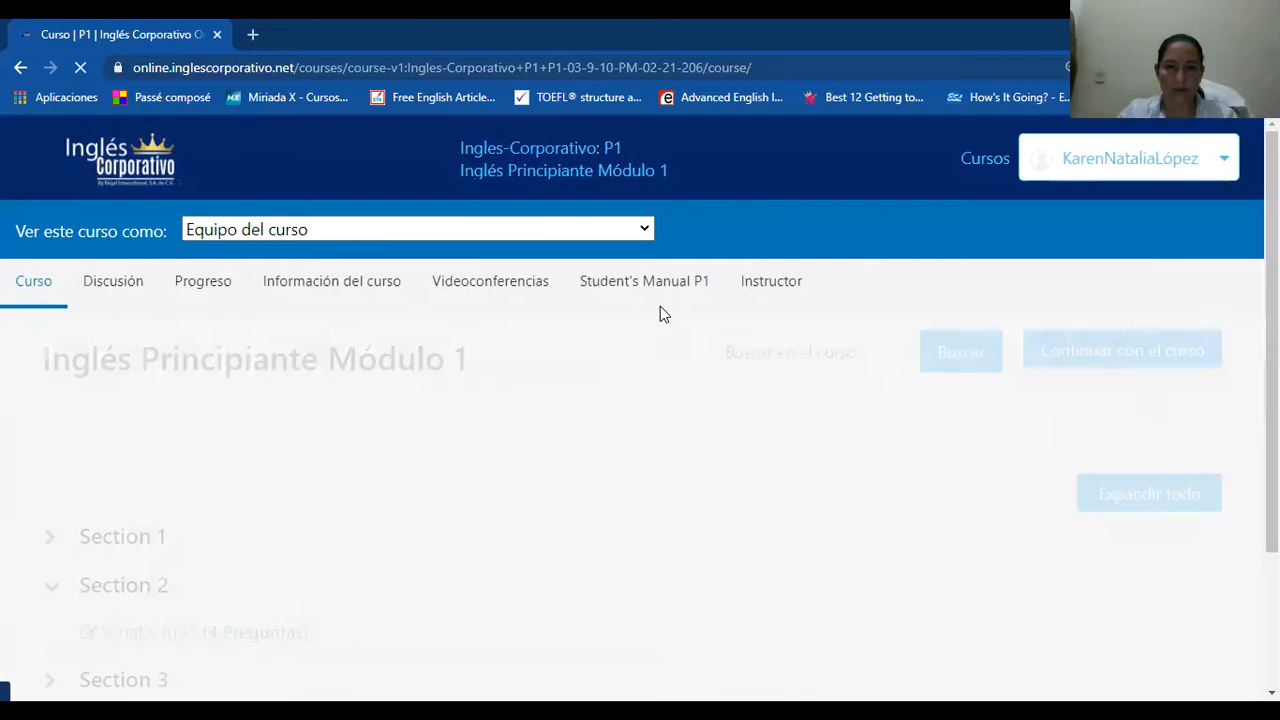 Curso | P1 | Inglés Corporativo O
online.inglescorporativo.net/courses/course-v1:Ingles-Corporativo+P1+P1-03-9-10-PM-02-21-206/course/
Aplicaciones
Passé composé
Miriada X - Cursos...
Free English Article...
TOEFL® structure a...
Advanced English I...
Best 12 Getting to...
How's It Going? - E...
Inglés
Corporativo
Ingles-Corporativo: P1
Inglés Principiante Módulo 1
Cursos
KarenNataliaLópez
Ver este curso como:
Equipo del curso
Curso
Discusión
Progreso
Información del curso
Videoconferencias
Student's Manual P1
Instructor
Inglés Principiante Módulo 1
Buscar en el curso
Buscar
Continuar con el curso
Expandir todo
Section 1
Section 2
What's this? (4 Preguntas)
Section 3